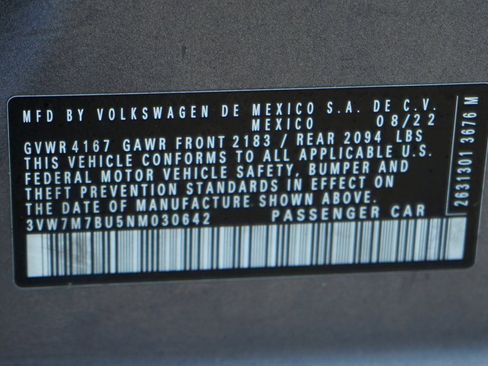 MFD BY VOLKSWAGEN DE MEXICO S.A. DE C.V.
MEXICO 08/22
GVWR 4167 GAWR FRONT 2183 / REAR 2094 LBS
THIS VEHICLE CONFORMS TO ALL APPLICABLE U.S.
FEDERAL MOTOR VEHICLE SAFETY, BUMPER AND
THEFT PREVENTION STANDARDS IN EFFECT ON
THE DATE OF MANUFACTURE SHOWN ABOVE.
3VW7M7BU5NM030642 PASSENGER CAR
26311301 3676 M